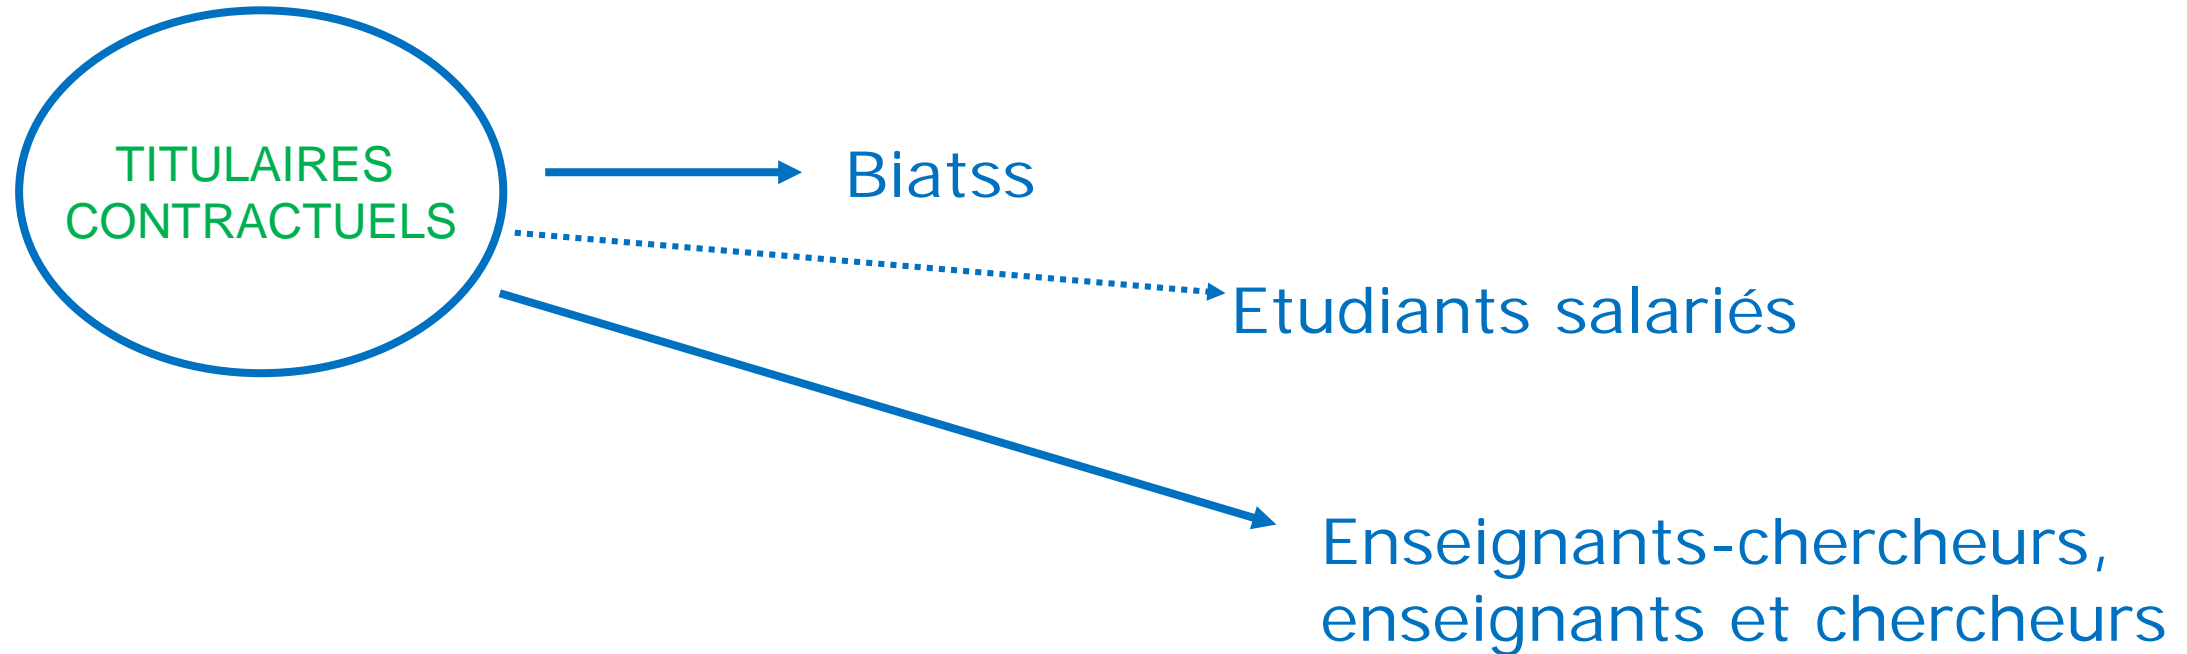 TITULAIRES
CONTRACTUELS
Biatss
Etudiants salariés
Enseignants-chercheurs,
enseignants et chercheurs